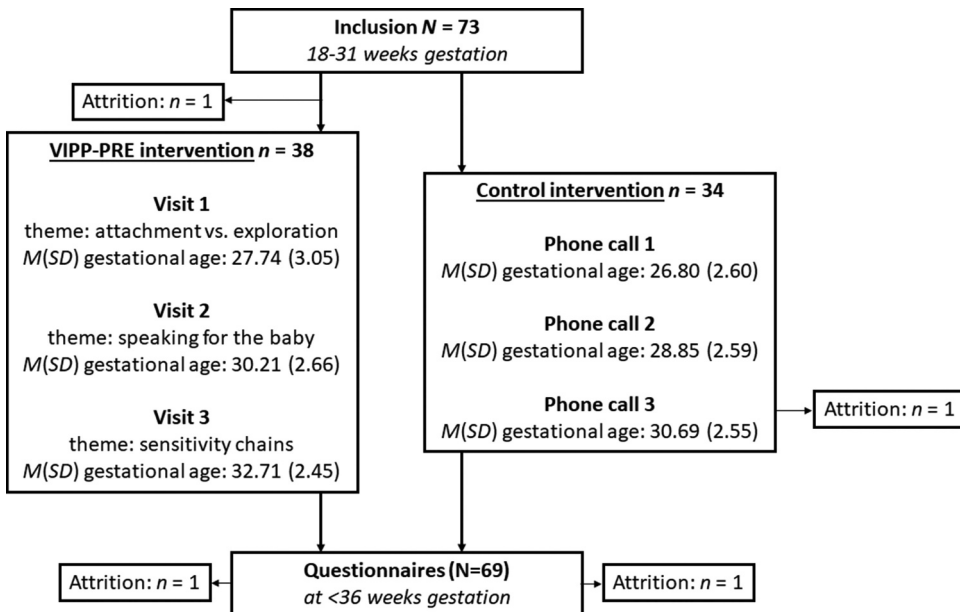 Inclusion N = 73
18-31 weeks gestation
Attrition: n = 1
VIPP-PRE intervention n = 38
Visit 1
theme: attachment vs. exploration
M(SD) gestational age: 27.74 (3.05)
Visit 2
theme: speaking for the baby
M(SD) gestational age: 30.21 (2.66)
Visit 3
theme: sensitivity chains
M(SD) gestational age: 32.71 (2.45)
Control intervention n = 34
Phone call 1
M(SD) gestational age: 26.80 (2.60)
Phone call 2
M(SD) gestational age: 28.85 (2.59)
Phone call 3
M(SD) gestational age: 30.69 (2.55)
Attrition: n = 1
Attrition: n = 1
Questionnaires (N=69)
at <36 weeks gestation
Attrition: n = 1